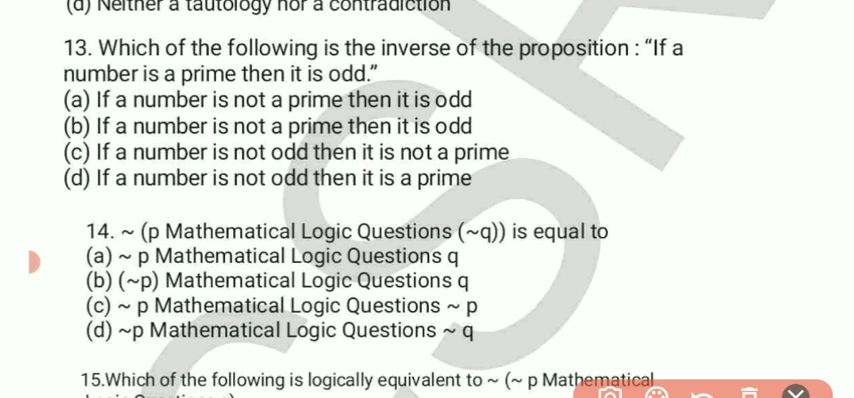 (d) Neither a tautology nor a contradiction
13. Which of the following is the inverse of the proposition : “If a
number is a prime then it is odd.”
(a) If a number is not a prime then it is odd
(b) If a number is not a prime then it is odd
(c) If a number is not odd then it is not a prime
(d) If a number is not odd then it is a prime
14. ~ (p Mathematical Logic Questions (~q)) is equal to
(a) ~ p Mathematical Logic Questions q
(b) (~p) Mathematical Logic Questions q
(c) ~ p Mathematical Logic Questions ~ p
(d) ~p Mathematical Logic Questions ~ q
15.Which of the following is logically equivalent to ~ (~ p Mathematical